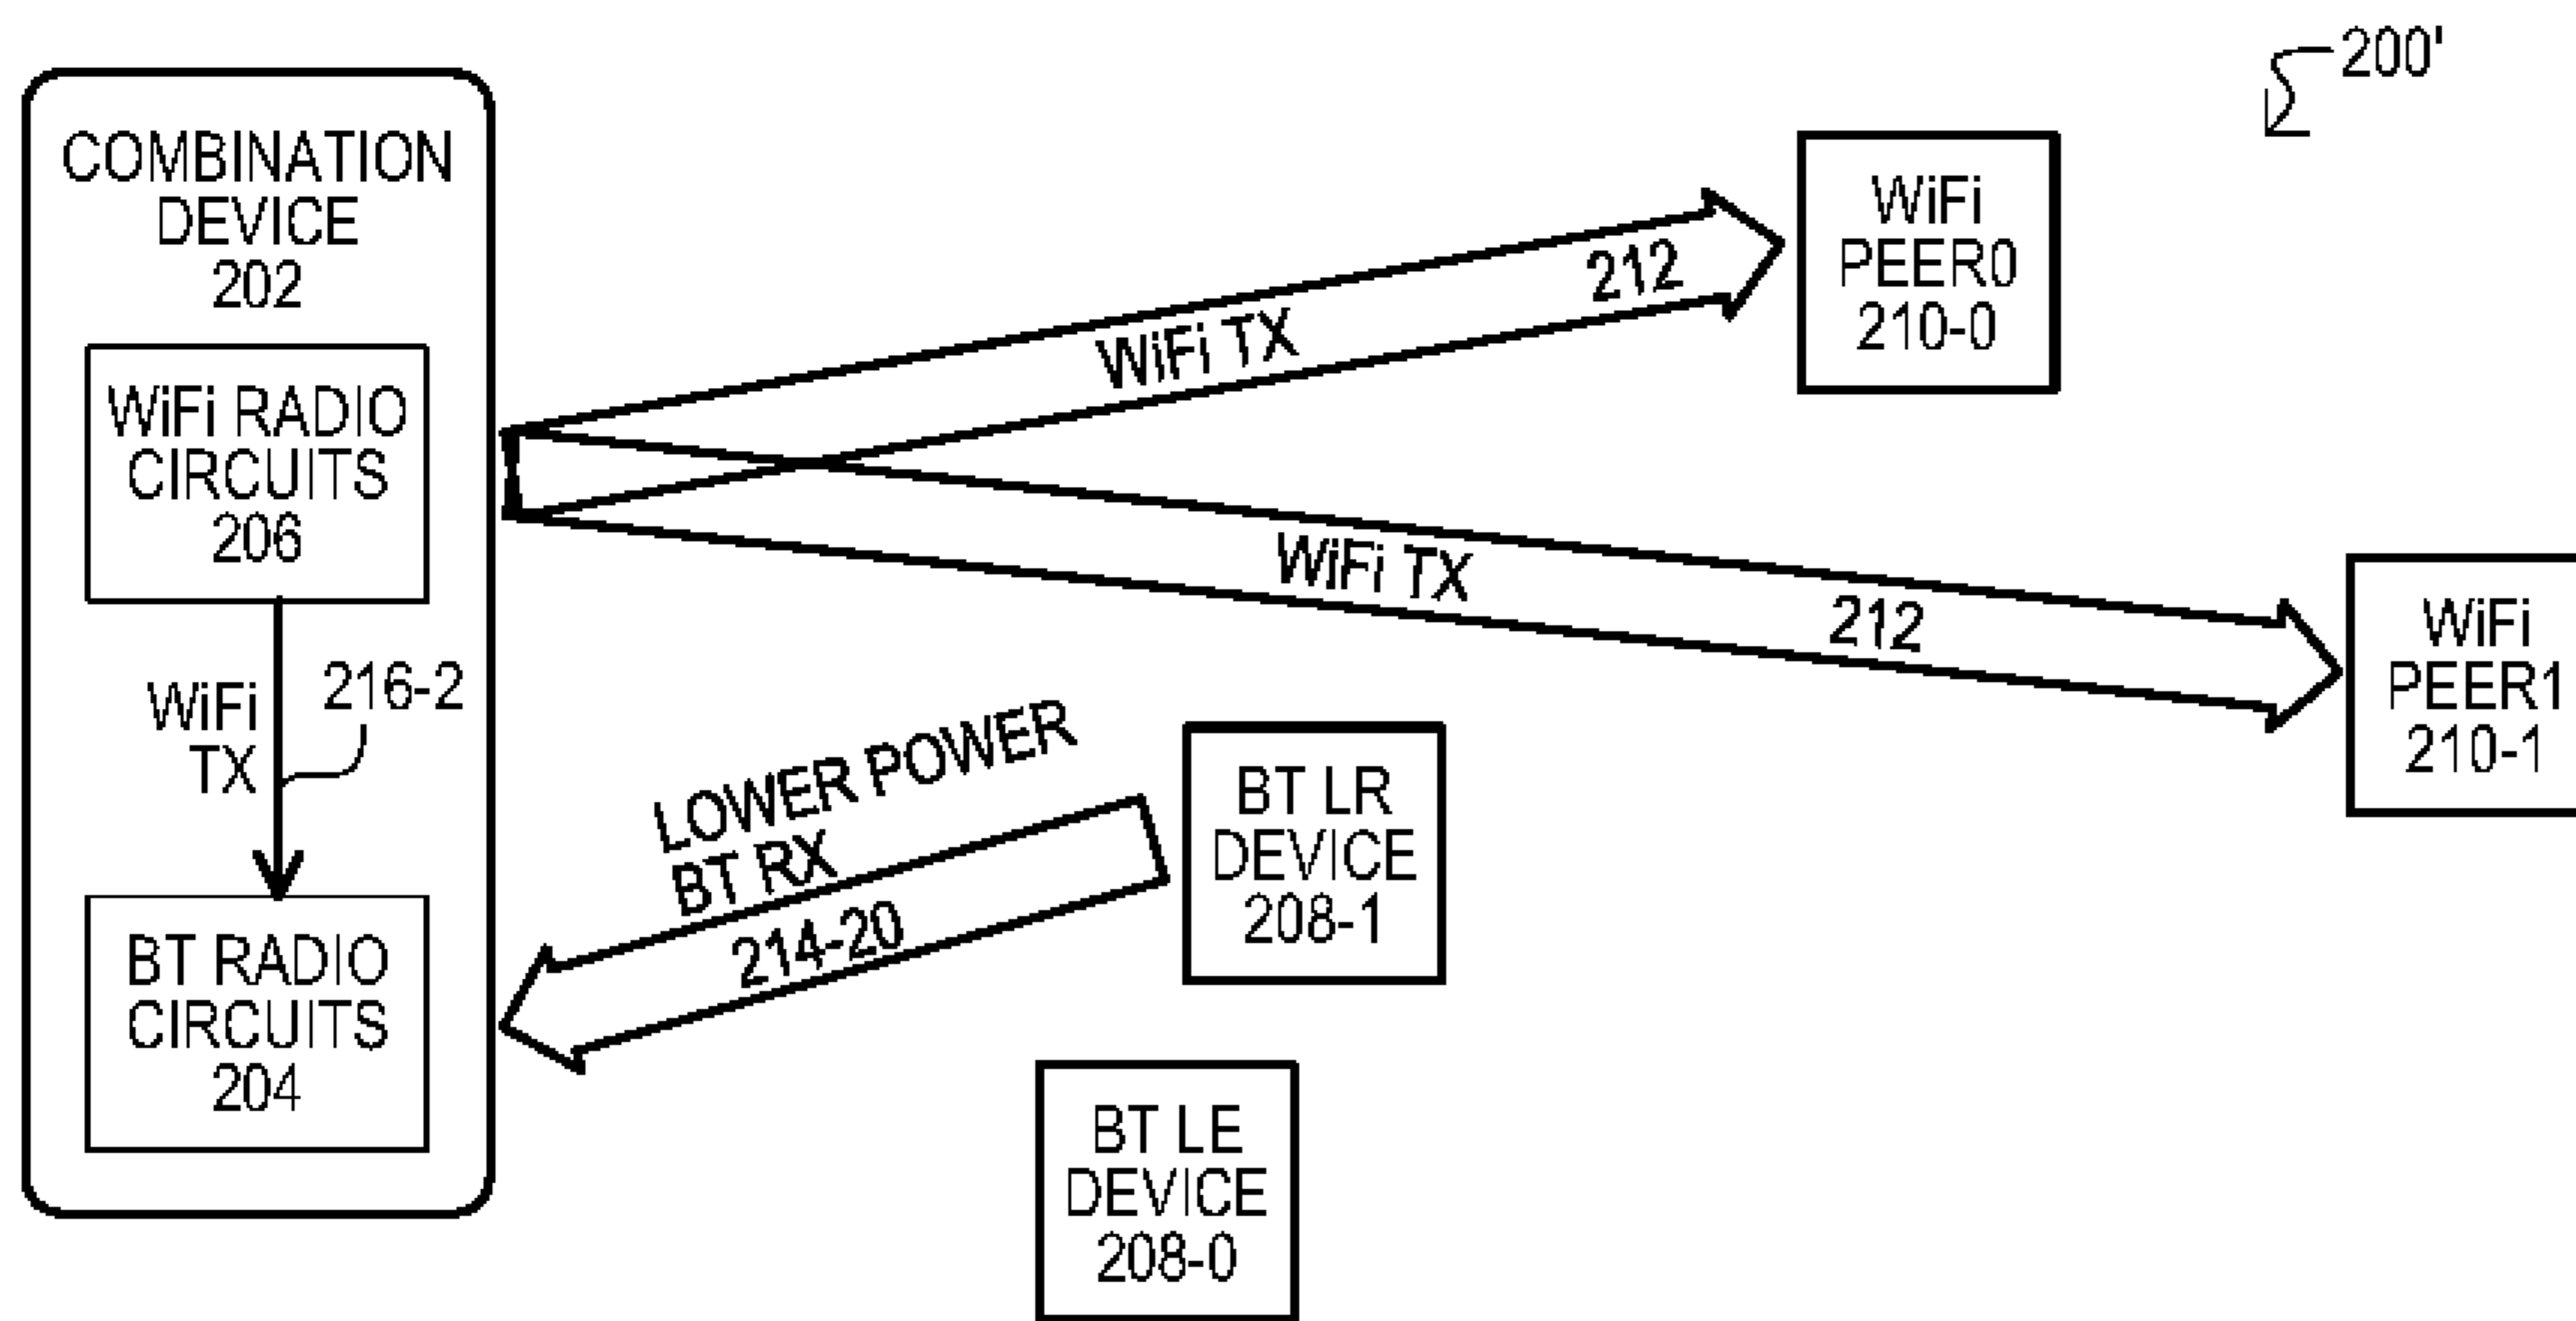 200'
COMBINATION
DEVICE
202
WiFi RADIO
CIRCUITS
206
WiFi
TX
216-2
BT RADIO
CIRCUITS
204
WiFi TX
212
WiFi
PEER0
210-0
WiFi TX
212
WiFi
PEER1
210-1
LOWER POWER
BT RX
214-20
BT LR
DEVICE
208-1
BT LE
DEVICE
208-0